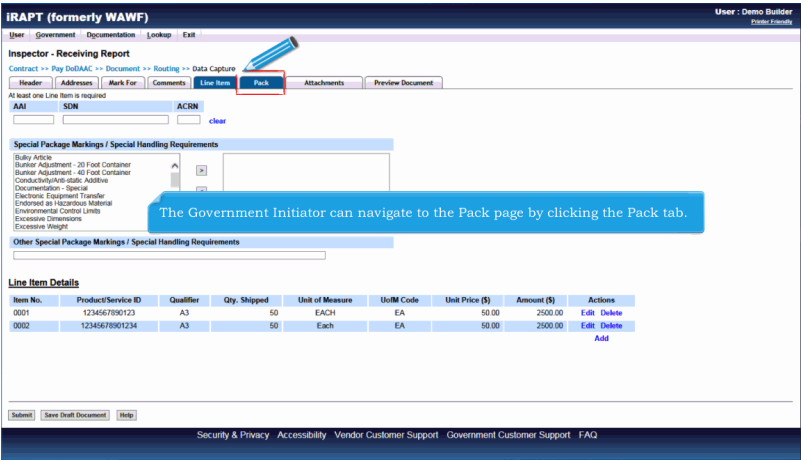 iRAPT (formerly WAWF)
User : Demo Builder
Printer Friendly
User Government Documentation Lookup Exit
Inspector - Receiving Report
Contract >> Pay DoDAAC >> Document >> Routing >> Data Capture
Header Addresses Mark For Comments Line Item Pack Attachments Preview Document
At least one Line Item is required
AAI SDN ACRN
clear
Special Package Markings / Special Handling Requirements
Bulky Article
Bunker Adjustment - 20 Foot Container
Bunker Adjustment - 40 Foot Container
Conductivity/Anti-static Additive
Documentation - Special
Electronic Equipment Transfer
Endorsed as Hazardous Material
Environmental Control Limits
Excessive Dimensions
Excessive Weight
>
The Government Initiator can navigate to the Pack page by clicking the Pack tab.
Other Special Package Markings / Special Handling Requirements
Line Item Details
Item No. Product/Service ID Qualifier Qty. Shipped Unit of Measure UofM Code Unit Price ($) Amount ($) Actions
0001 1234567890123 A3 50 EACH EA 50.00 2500.00 Edit Delete
0002 12345678901234 A3 50 Each EA 50.00 2500.00 Edit Delete
Add
Submit Save Draft Document Help
Security & Privacy Accessibility Vendor Customer Support Government Customer Support FAQ